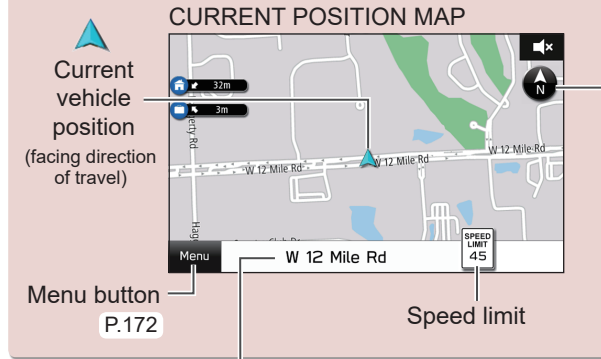 CURRENT POSITION MAP
Current
vehicle
position
(facing direction
of travel)
32m
3m
N
W 12 Mile Rd
W 12 Mile Rd
W 12 Mile Rd
Menu
W 12 Mile Rd
SPEED
LIMIT
45
Menu button
P.172
Speed limit